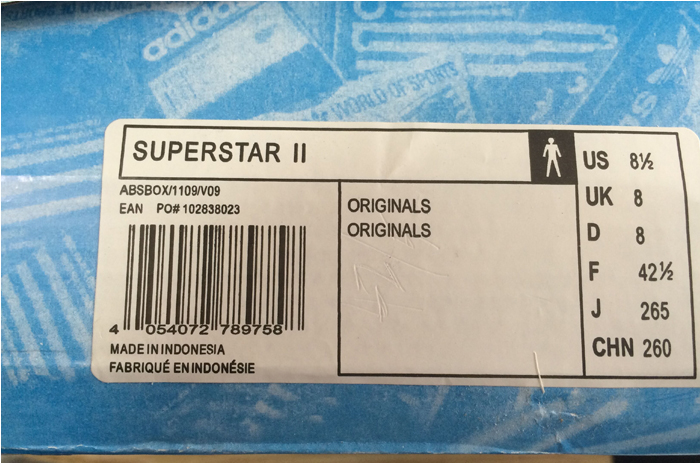 adidas
WORLD OF SPORTS
SUPERSTAR II
ABSBOX/1109/V09
EAN PO# 102838023
4 054072 789758
MADE IN INDONESIA
FABRIQUÉ EN INDONÉSIE
ORIGINALS
ORIGINALS
US 8½
UK 8
D 8
F 42½
J 265
CHN 260